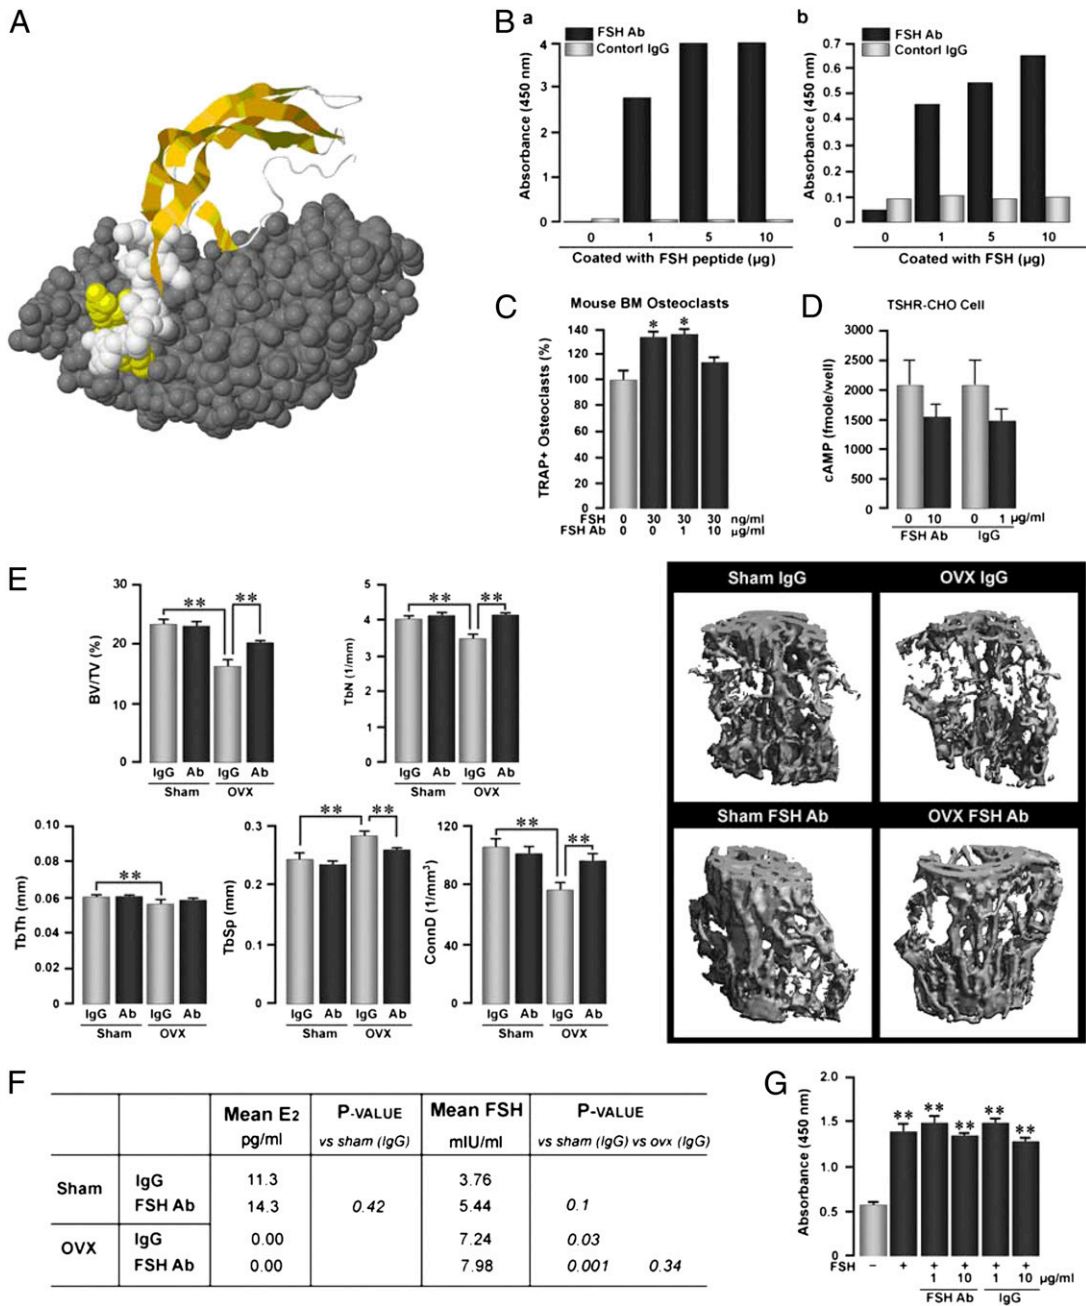 A
B
a
FSH Ab
Contorl IgG
Absorbance (450 nm)
4
3
2
1
0
0 1 5 10
Coated with FSH peptide (μg)
b
FSH Ab
Contorl IgG
Absorbance (450 nm)
0.7
0.6
0.5
0.4
0.3
0.2
0.1
0
0 1 5 10
Coated with FSH (μg)
C
Mouse BM Osteoclasts
TRAP+ Osteoclasts (%)
140
120
100
80
60
40
20
0
* *
FSH 0 30 30 30 ng/ml
FSH Ab 0 0 1 10 μg/ml
D
TSHR-CHO Cell
cAMP (fmole/well)
3000
2500
2000
1500
1000
500
0
0 10 0 1 μg/ml
FSH Ab IgG
E
BV/TV (%)
30
20
10
0
** **
IgG Ab IgG Ab
Sham OVX
TbN (1/mm)
5
4
3
2
1
0
** **
IgG Ab IgG Ab
Sham OVX
TbTh (mm)
0.10
0.08
0.06
0.04
0.02
0
**
IgG Ab IgG Ab
Sham OVX
TbSp (mm)
0.3
0.2
0.1
0
** **
IgG Ab IgG Ab
Sham OVX
ConnD (1/mm³)
120
80
40
0
** **
IgG Ab IgG Ab
Sham OVX
Sham IgG
OVX IgG
Sham FSH Ab
OVX FSH Ab
F
Mean E2 P-VALUE Mean FSH P-VALUE
pg/ml vs sham (IgG) mIU/ml vs sham (IgG) vs ovx (IgG)
Sham
IgG 11.3 3.76
FSH Ab 14.3 0.42 5.44 0.1
OVX
IgG 0.00 7.24 0.03
FSH Ab 0.00 7.98 0.001 0.34
G
Absorbance (450 nm)
2.0
1.5
1.0
0.5
0
** ** ** ** **
FSH − + + + + +
1 10 1 10 μg/ml
FSH Ab IgG